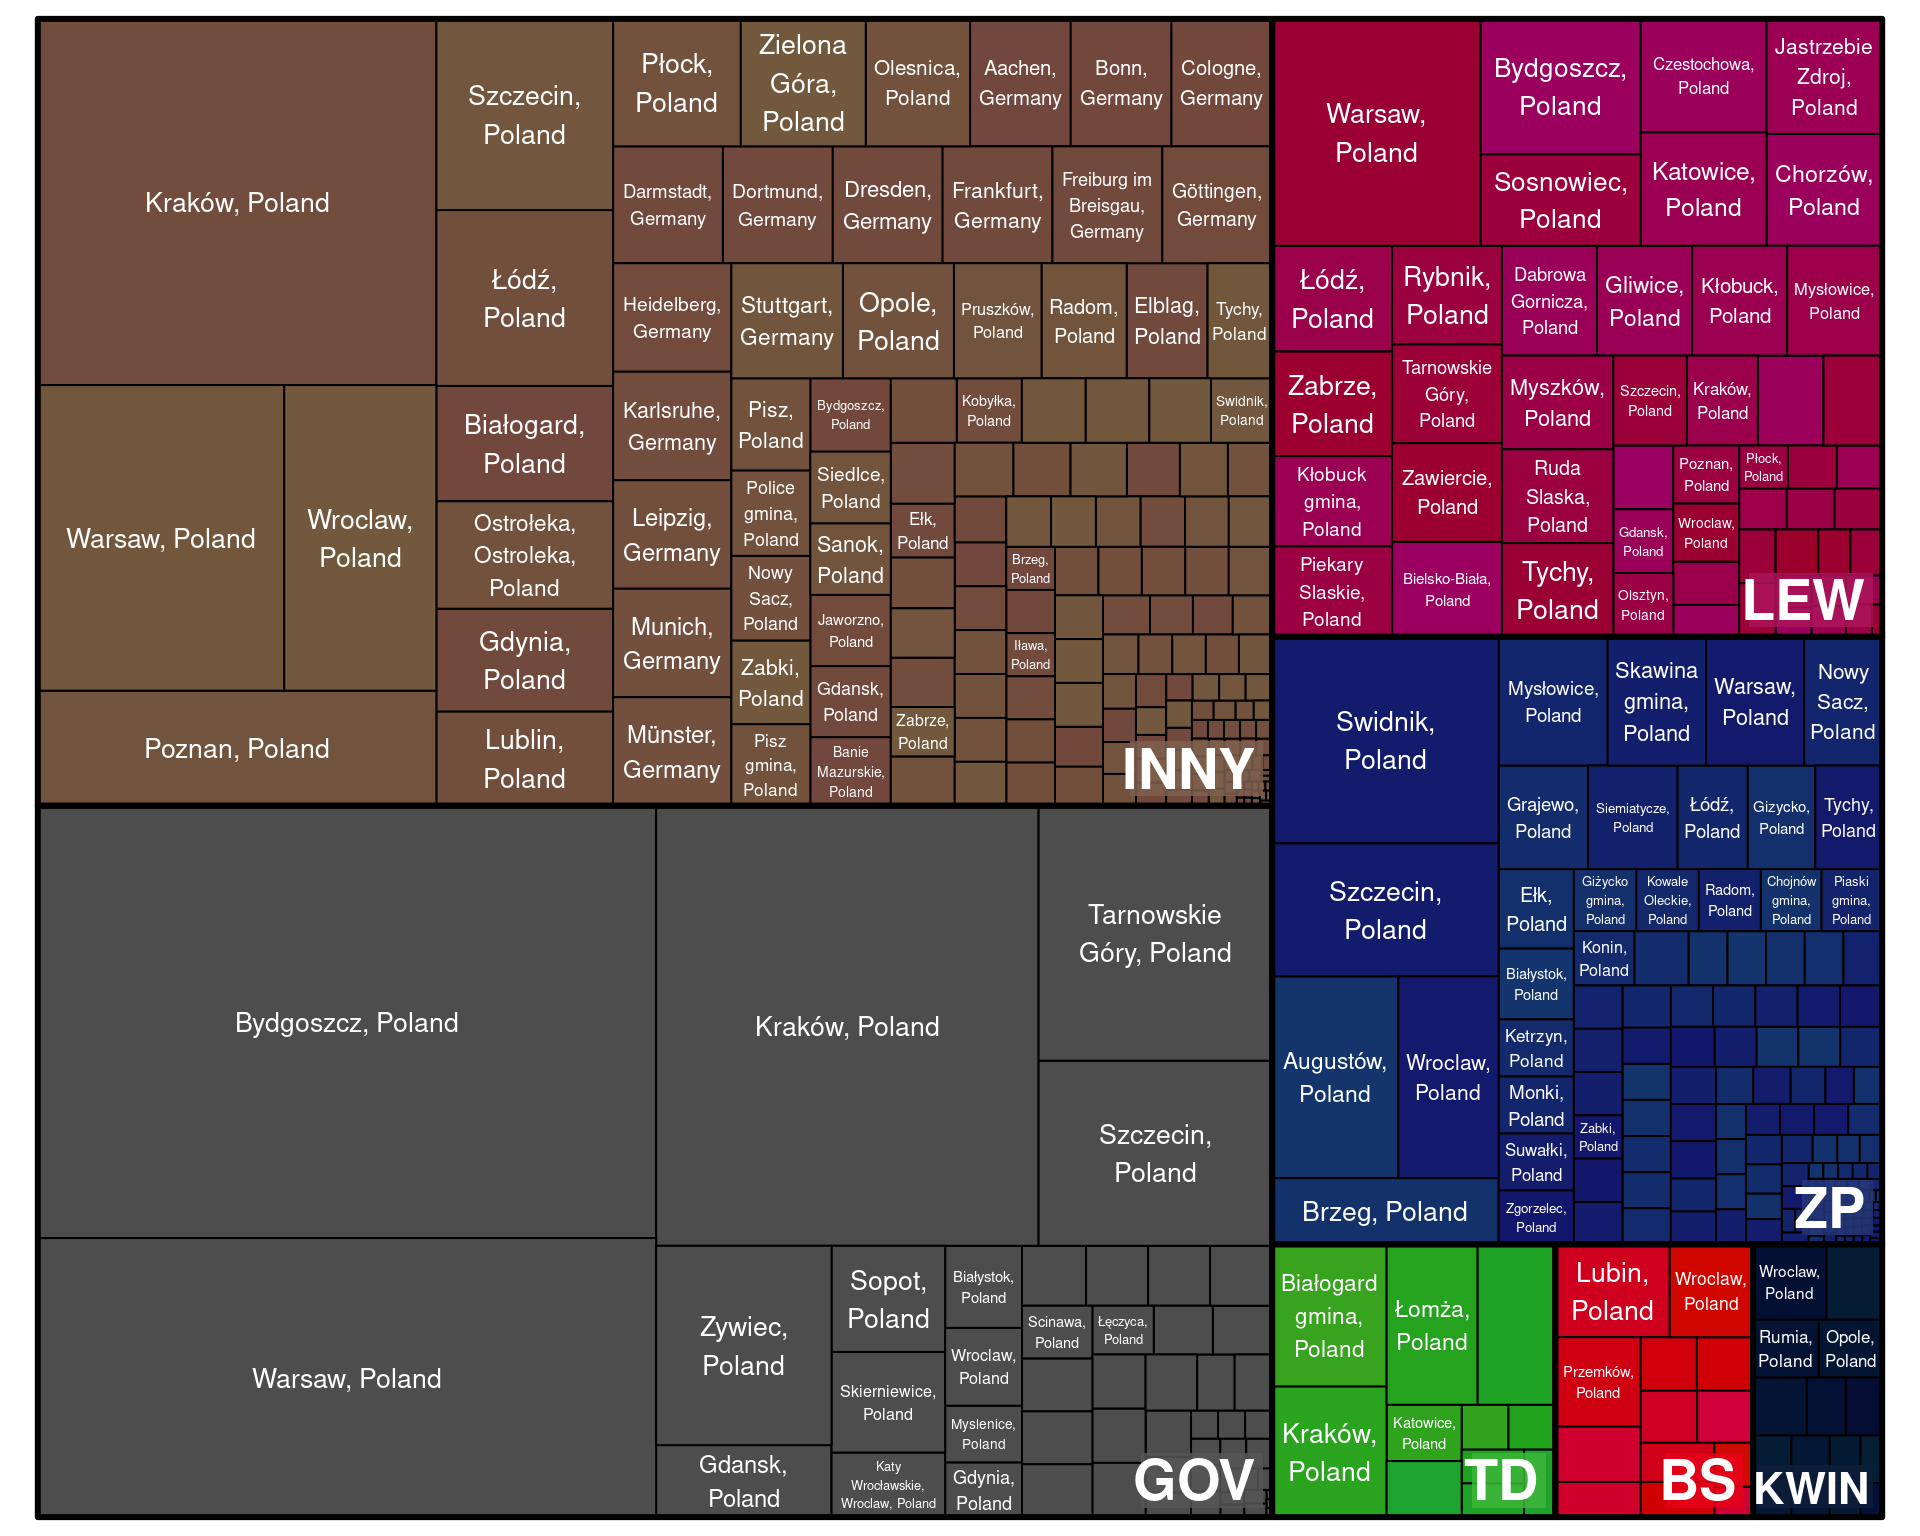 Kraków, Poland
Szczecin,
Poland
Łódź,
Poland
Warsaw, Poland
Wroclaw,
Poland
Poznan, Poland
Białogard,
Poland
Ostrołeka,
Ostroleka,
Poland
Gdynia,
Poland
Lublin,
Poland
Płock,
Poland
Zielona
Góra,
Poland
Olesnica,
Poland
Aachen,
Germany
Bonn,
Germany
Cologne,
Germany
Darmstadt,
Germany
Dortmund,
Germany
Dresden,
Germany
Frankfurt,
Germany
Freiburg im
Breisgau,
Germany
Göttingen,
Germany
Heidelberg,
Germany
Stuttgart,
Germany
Opole,
Poland
Pruszków,
Poland
Radom,
Poland
Elblag,
Poland
Tychy,
Poland
Karlsruhe,
Germany
Leipzig,
Germany
Munich,
Germany
Münster,
Germany
Pisz,
Poland
Police
gmina,
Poland
Nowy
Sacz,
Poland
Zabki,
Poland
Pisz
gmina,
Poland
Bydgoszcz,
Poland
Siedlce,
Poland
Sanok,
Poland
Jaworzno,
Poland
Gdansk,
Poland
Banie
Mazurskie,
Poland
Kobyłka,
Poland
Swidnik,
Poland
Ełk,
Poland
Zabrze,
Poland
Brzeg,
Poland
Iława,
Poland
INNY
Bydgoszcz, Poland
Warsaw, Poland
Kraków, Poland
Tarnowskie
Góry, Poland
Szczecin,
Poland
Zywiec,
Poland
Gdansk,
Poland
Sopot,
Poland
Skierniewice,
Poland
Katy
Wrocławskie,
Wroclaw, Poland
Białystok,
Poland
Wroclaw,
Poland
Myslenice,
Poland
Gdynia,
Poland
Scinawa,
Poland
Łęczyca,
Poland
GOV
Warsaw,
Poland
Bydgoszcz,
Poland
Sosnowiec,
Poland
Czestochowa,
Poland
Jastrzebie
Zdroj,
Poland
Katowice,
Poland
Chorzów,
Poland
Łódź,
Poland
Rybnik,
Poland
Dabrowa
Gornicza,
Poland
Gliwice,
Poland
Kłobuck,
Poland
Mysłowice,
Poland
Zabrze,
Poland
Tarnowskie
Góry,
Poland
Myszków,
Poland
Szczecin,
Poland
Kraków,
Poland
Kłobuck
gmina,
Poland
Zawiercie,
Poland
Ruda
Slaska,
Poland
Poznan,
Poland
Płock,
Poland
Gdansk,
Poland
Wroclaw,
Poland
Piekary
Slaskie,
Poland
Bielsko-Biała,
Poland
Tychy,
Poland
Olsztyn,
Poland
LEW
Swidnik,
Poland
Szczecin,
Poland
Augustów,
Poland
Wroclaw,
Poland
Brzeg, Poland
Mysłowice,
Poland
Skawina
gmina,
Poland
Warsaw,
Poland
Nowy
Sacz,
Poland
Grajewo,
Poland
Siemiatycze,
Poland
Łódź,
Poland
Gizycko,
Poland
Tychy,
Poland
Ełk,
Poland
Giżycko
gmina,
Poland
Kowale
Oleckie,
Poland
Radom,
Poland
Chojnów
gmina,
Poland
Piaski
gmina,
Poland
Białystok,
Poland
Konin,
Poland
Ketrzyn,
Poland
Monki,
Poland
Suwałki,
Poland
Zgorzelec,
Poland
Zabki,
Poland
ZP
Białogard
gmina,
Poland
Łomża,
Poland
Kraków,
Poland
Katowice,
Poland
TD
Lubin,
Poland
Wroclaw,
Poland
Przemków,
Poland
BS
Wroclaw,
Poland
Rumia,
Poland
Opole,
Poland
KWIN